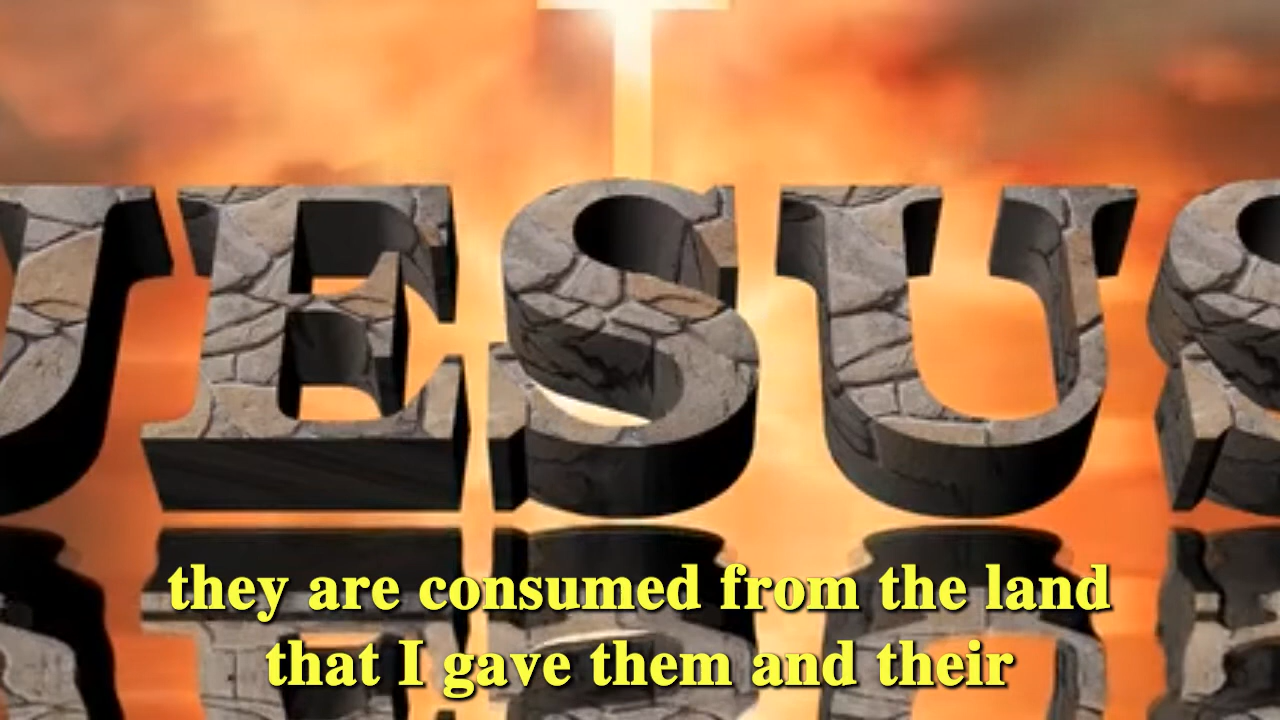 JESUS
they are consumed from the land
that I gave them and their